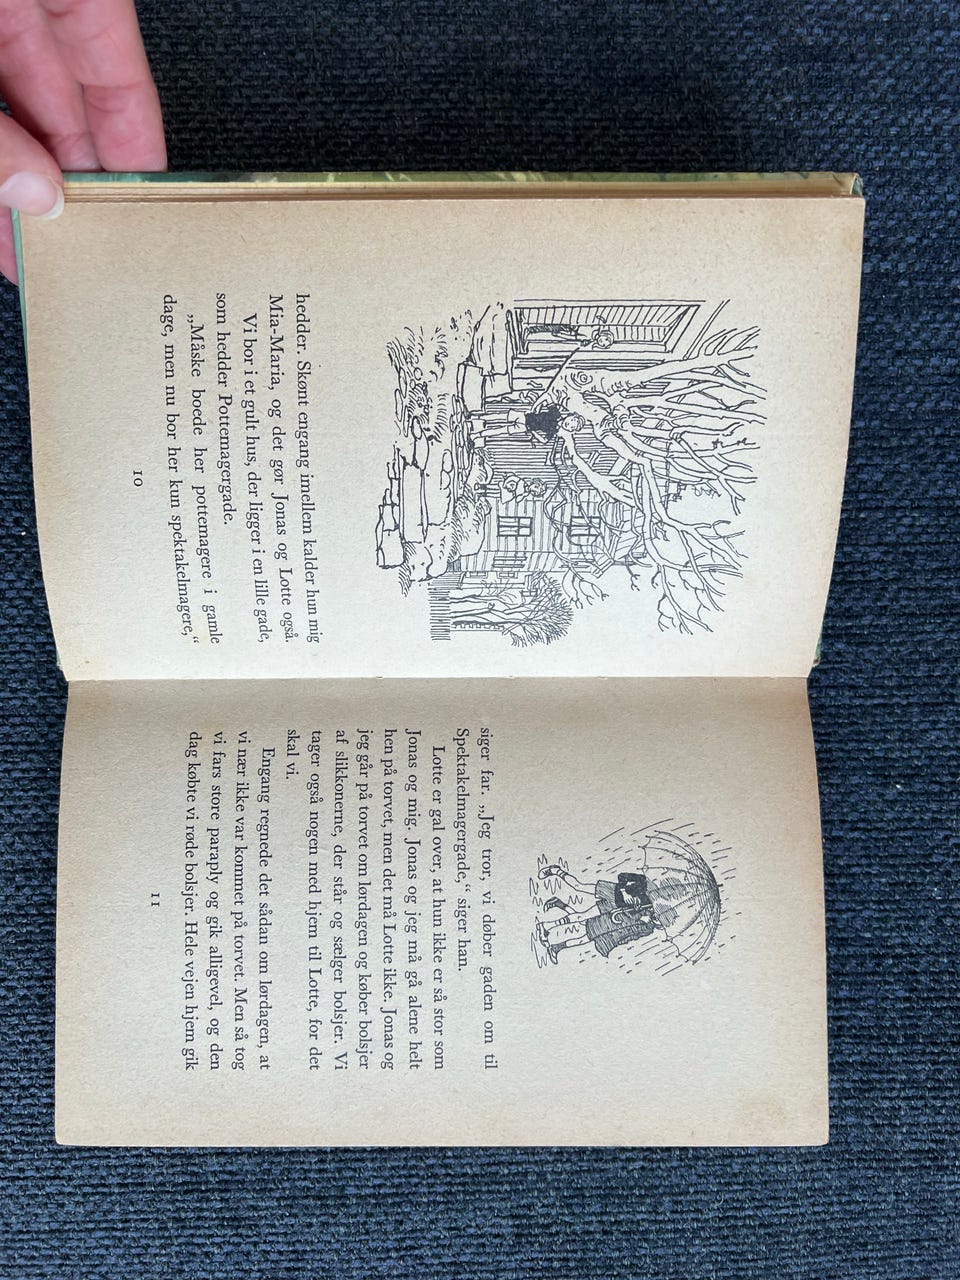 hedder. Skønt engang imellem kalder hun mig
Mia-Maria, og det gør Jonas og Lotte også.
Vi bor i et gult hus, der ligger i en lille gade,
som hedder Pottemagergade.
„Måske boede her pottemagere i gamle
dage, men nu bor her kun spektakelmagere,“
10
siger far. „Jeg tror, vi døber gaden om til
Spektakelmagergade,“ siger han.
Lotte er gal over, at hun ikke er så stor som
Jonas og mig. Jonas og jeg må gå alene helt
hen på torvet, men det må Lotte ikke. Jonas og
jeg går på torvet om lørdagen og køber bolsjer
af slikkonerne, der står og sælger bolsjer. Vi
tager også nogen med hjem til Lotte, for det
skal vi.
Engang regnede det sådan om lørdagen, at
vi nær ikke var kommet på torvet. Men så tog
vi fars store paraply og gik alligevel, og den
dag købte vi røde bolsjer. Hele vejen hjem gik
11